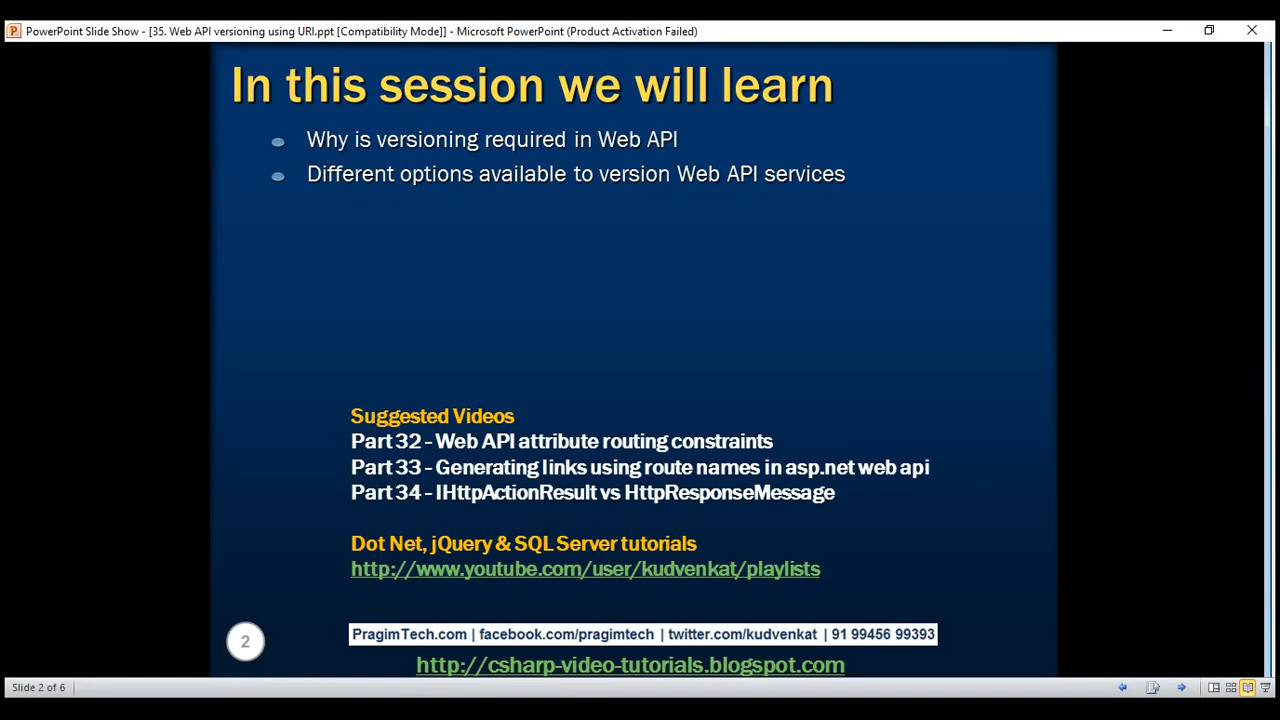 PowerPoint Slide Show - [35. Web API versioning using URI.ppt [Compatibility Mode]] - Microsoft PowerPoint (Product Activation Failed)
In this session we will learn
Why is versioning required in Web API
Different options available to version Web API services
Suggested Videos
Part 32 - Web API attribute routing constraints
Part 33 - Generating links using route names in asp.net web api
Part 34 - IHttpActionResult vs HttpResponseMessage
Dot Net, jQuery & SQL Server tutorials
http://www.youtube.com/user/kudvenkat/playlists
2
PragimTech.com | facebook.com/pragimtech | twitter.com/kudvenkat | 91 99456 99393
http://csharp-video-tutorials.blogspot.com
Slide 2 of 6